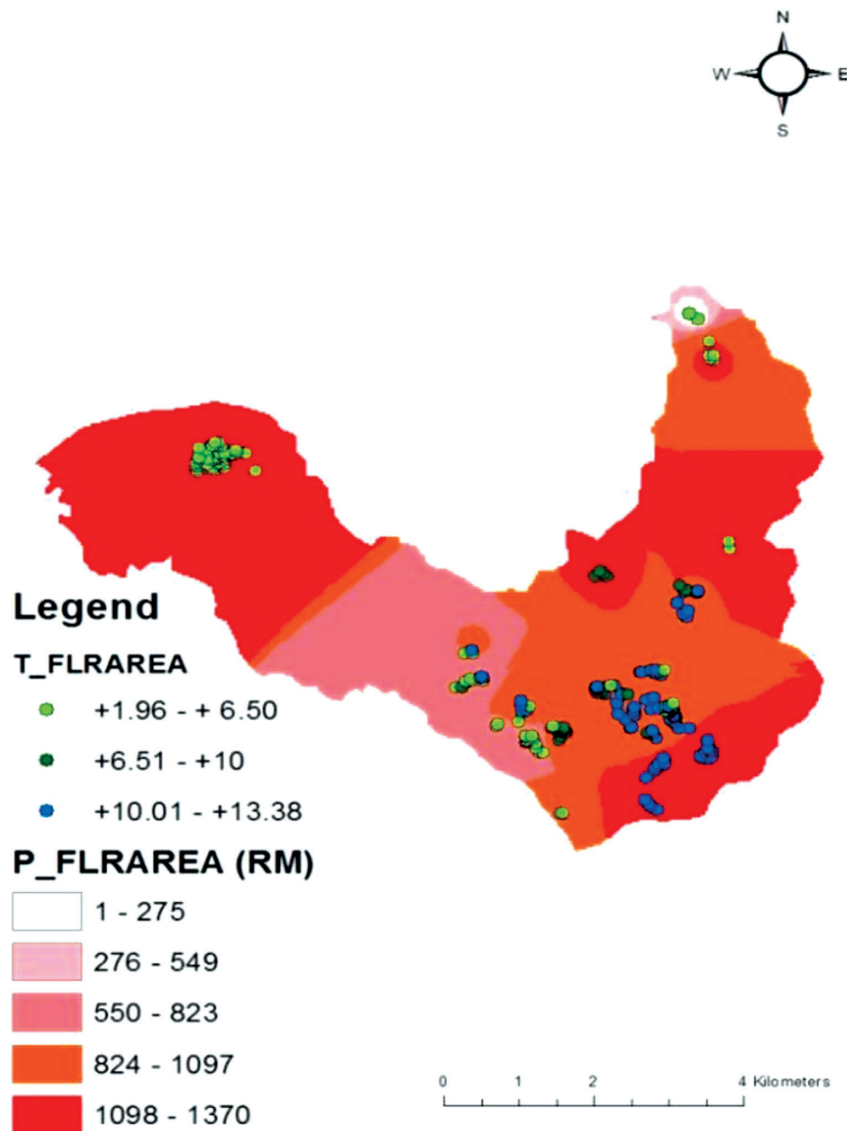 N
W E
S
Legend
T_FLRAREA
+1.96 - + 6.50
+6.51 - +10
+10.01 - +13.38
P_FLRAREA (RM)
1 - 275
276 - 549
550 - 823
824 - 1097
1098 - 1370
0 1 2 4 Kilometers